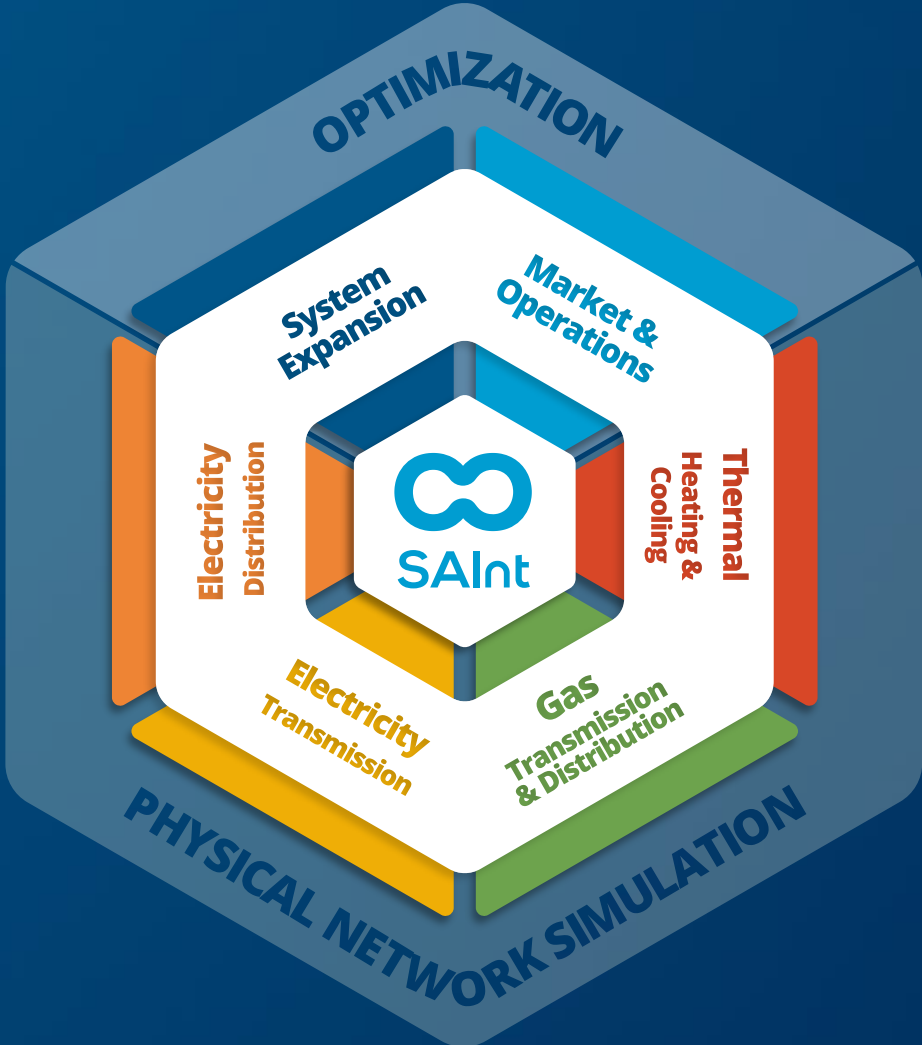 OPTIMIZATION
System
Expansion
Market &
Operations
Electricity
Distribution
Thermal
Heating &
Cooling
SAInt
Electricity
Transmission
Gas
Transmission
& Distribution
PHYSICAL NETWORK SIMULATION